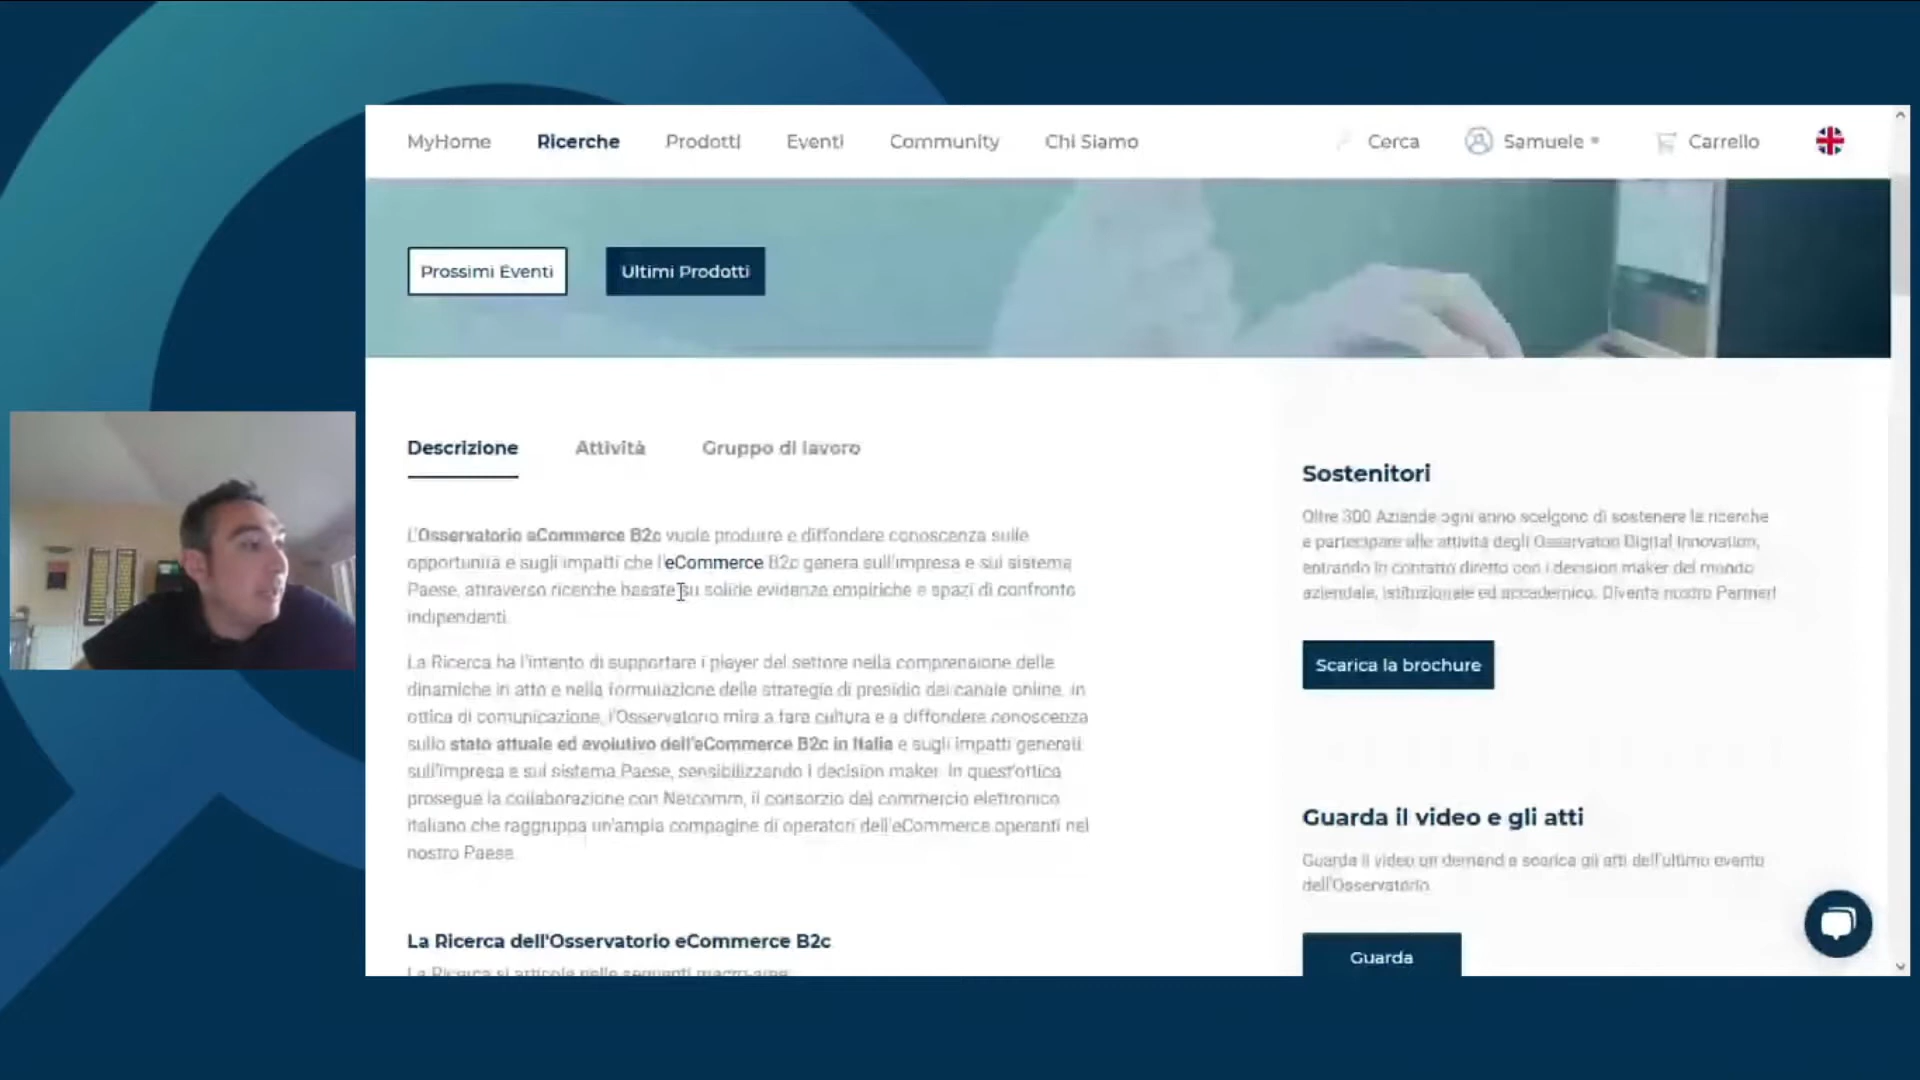 MyHome Ricerche Prodotti Eventi Community Chi Siamo Cerca Samuele Carrello
Prossimi Eventi Ultimi Prodotti
Descrizione Attività Gruppo di lavoro
L'Osservatorio eCommerce B2c vuole produrre e diffondere conoscenza sulle
opportunità e sugli impatti che l'eCommerce B2c genera sull'impresa e sul sistema
Paese, attraverso ricerche basate su solide evidenze empiriche e spazi di confronto
indipendenti.
La Ricerca ha l'intento di supportare i player del settore nella comprensione delle
dinamiche in atto e nella formulazione delle strategie di presidio del canale online. In
ottica di comunicazione, l'Osservatorio mira a fare cultura e a diffondere conoscenza
sullo stato attuale ed evolutivo dell'eCommerce B2c in Italia e sugli impatti generati
sull'impresa e sul sistema Paese, sensibilizzando i decision maker. In quest'ottica
prosegue la collaborazione con Netcomm, il consorzio del commercio elettronico
italiano che raggruppa un'ampia compagine di operatori dell'eCommerce operanti nel
nostro Paese.
La Ricerca dell'Osservatorio eCommerce B2c
La Ricerca si articola nelle seguenti macro-aree
Sostenitori
Oltre 300 Aziende ogni anno scelgono di sostenere le ricerche
e partecipare alle attività degli Osservatori Digital Innovation,
entrando in contatto diretto con i decision maker del mondo
aziendale, istituzionale ed accademico. Diventa nostro Partner!
Scarica la brochure
Guarda il video e gli atti
Guarda il video on demand e scarica gli atti dell'ultimo evento
dell'Osservatorio
Guarda